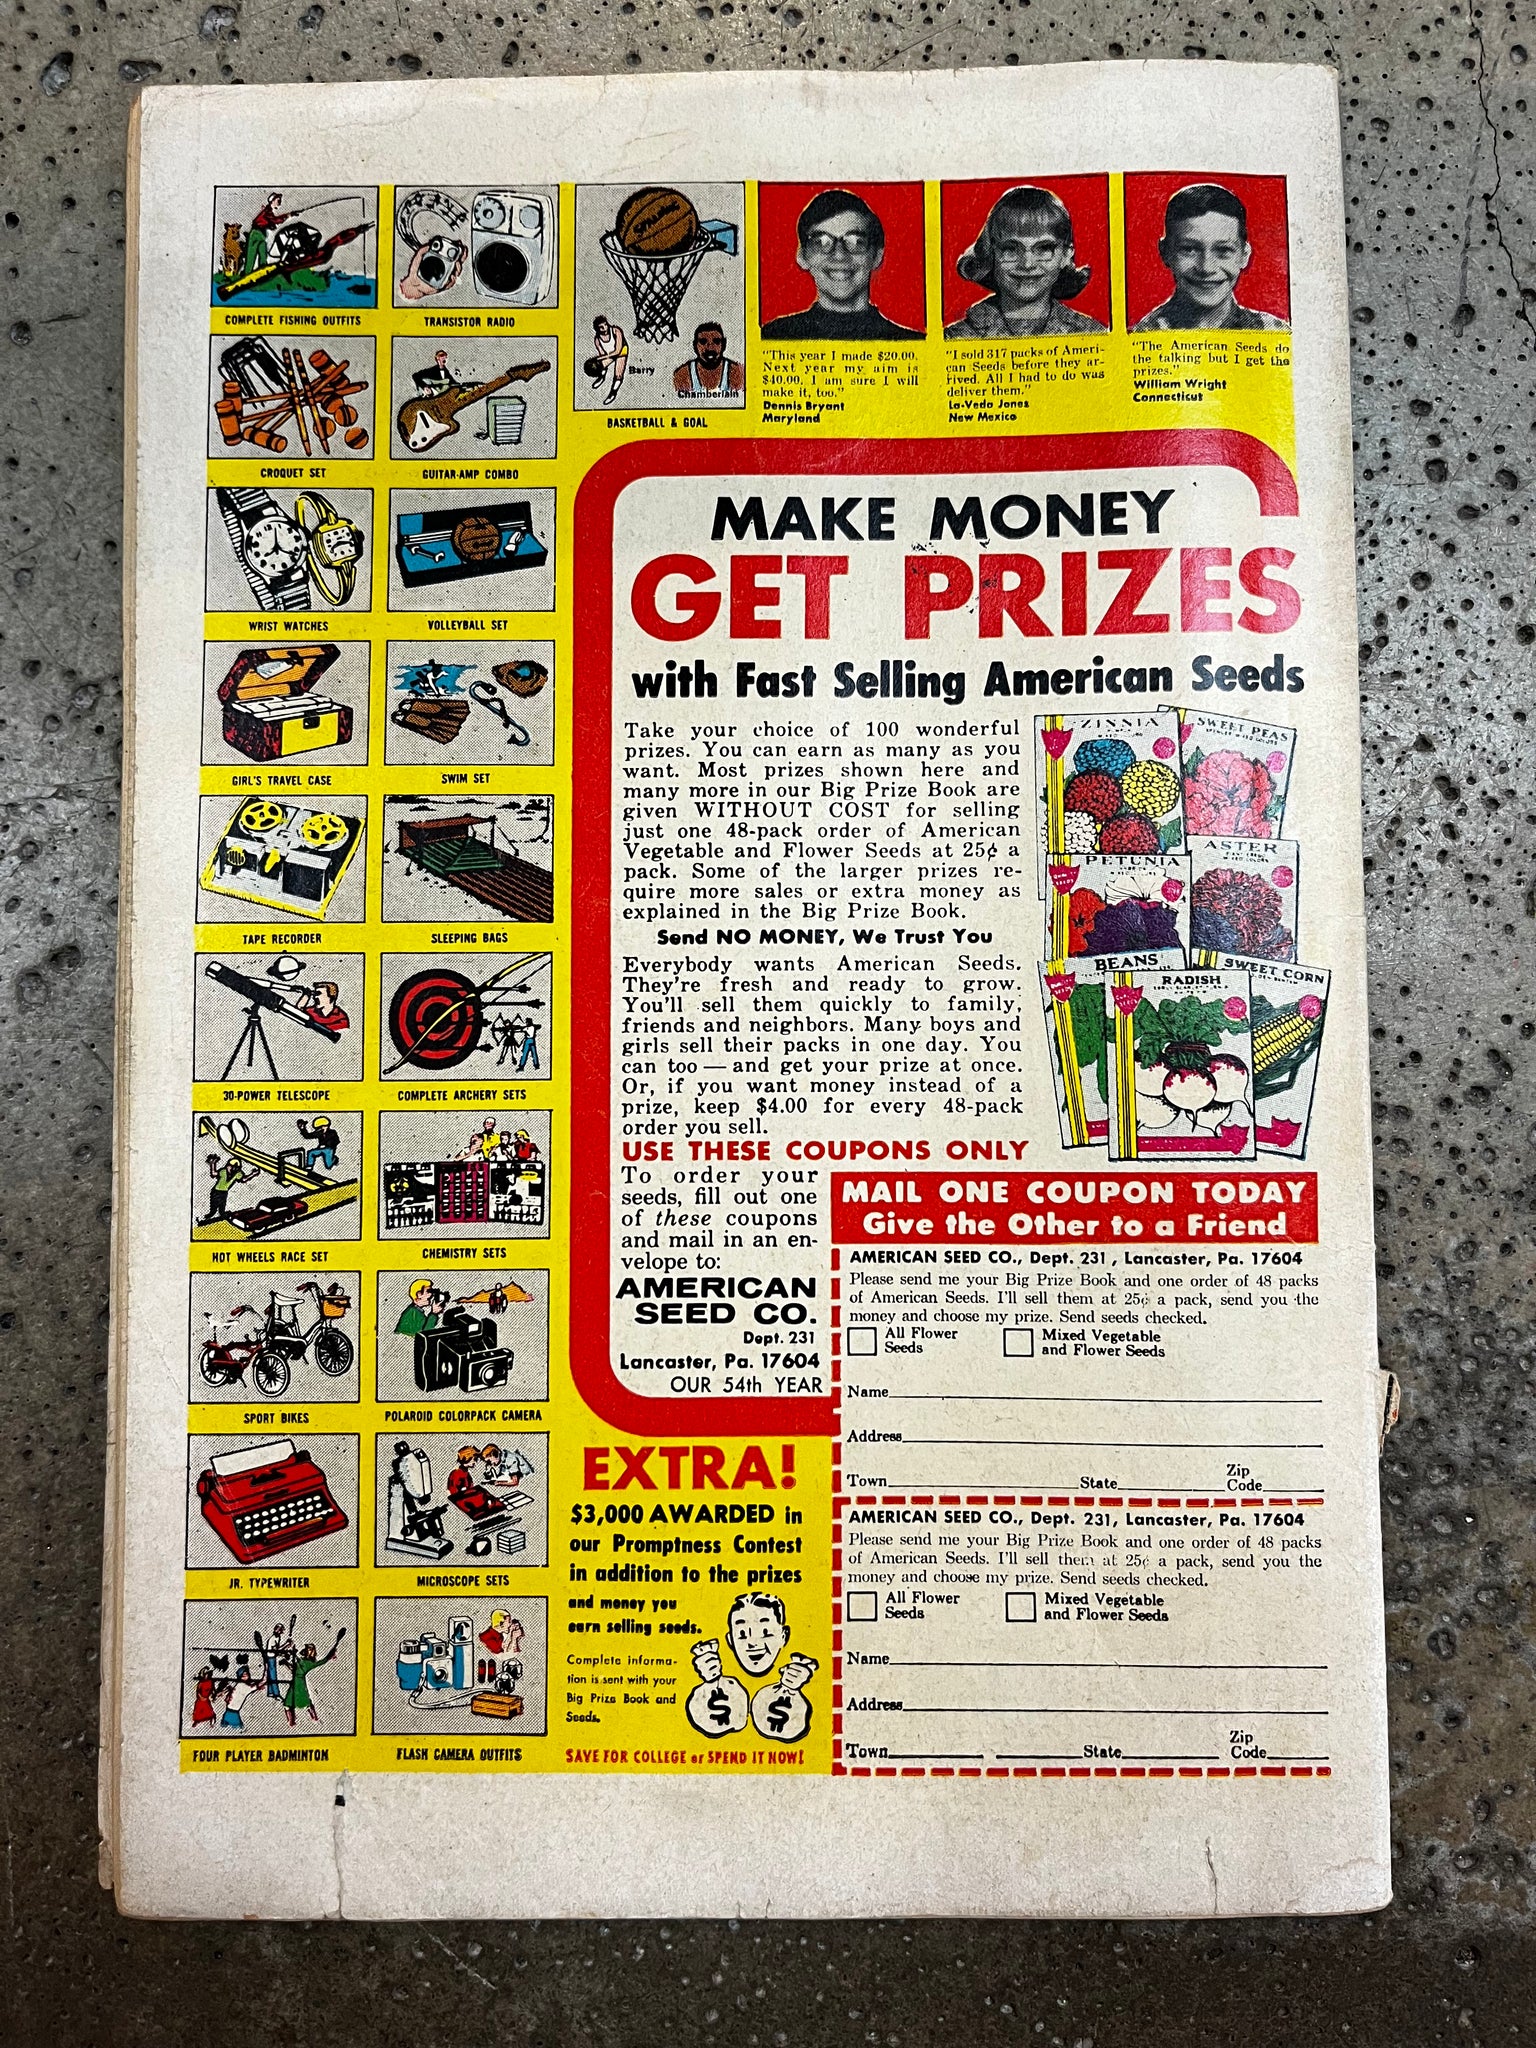 COMPLETE FISHING OUTFITS
TRANSISTOR RADIO
CROQUET SET
GUITAR-AMP COMBO
WRIST WATCHES
VOLLEYBALL SET
GIRL'S TRAVEL CASE
SWIM SET
TAPE RECORDER
SLEEPING BAGS
30-POWER TELESCOPE
COMPLETE ARCHERY SETS
HOT WHEELS RACE SET
CHEMISTRY SETS
SPORT BIKES
POLAROID COLORPACK CAMERA
JR. TYPEWRITER
MICROSCOPE SETS
FOUR PLAYER BADMINTON
FLASH CAMERA OUTFITS
Barry
Chamberlain
BASKETBALL & GOAL
"This year I made $20.00.
Next year my aim is
$40.00. I am sure I will
make it, too."
Dennis Bryant
Maryland
"I sold 317 packs of Ameri-
can Seeds before they ar-
rived. All I had to do was
deliver them."
La-Veda Jones
New Mexico
"The American Seeds do
the talking but I get the
prizes."
William Wright
Connecticut
MAKE MONEY
GET PRIZES
with Fast Selling American Seeds
Take your choice of 100 wonderful
prizes. You can earn as many as you
want. Most prizes shown here and
many more in our Big Prize Book are
given WITHOUT COST for selling
just one 48-pack order of American
Vegetable and Flower Seeds at 25¢ a
pack. Some of the larger prizes re-
quire more sales or extra money as
explained in the Big Prize Book.
Send NO MONEY, We Trust You
Everybody wants American Seeds.
They're fresh and ready to grow.
You'll sell them quickly to family,
friends and neighbors. Many boys and
girls sell their packs in one day. You
can too — and get your prize at once.
Or, if you want money instead of a
prize, keep $4.00 for every 48-pack
order you sell.
USE THESE COUPONS ONLY
To order your
seeds, fill out one
of these coupons
and mail in an en-
velope to:
AMERICAN
SEED CO.
Dept. 231
Lancaster, Pa. 17604
OUR 54th YEAR
ZINNIA
SWEET PEAS
PETUNIA
ASTER
BEANS
RADISH
SWEET CORN
MAIL ONE COUPON TODAY
Give the Other to a Friend
AMERICAN SEED CO., Dept. 231, Lancaster, Pa. 17604
Please send me your Big Prize Book and one order of 48 packs
of American Seeds. I'll sell them at 25¢ a pack, send you the
money and choose my prize. Send seeds checked.
All Flower Seeds
Mixed Vegetable and Flower Seeds
Name
Address
Town State Zip Code
AMERICAN SEED CO., Dept. 231, Lancaster, Pa. 17604
Please send me your Big Prize Book and one order of 48 packs
of American Seeds. I'll sell them at 25¢ a pack, send you the
money and choose my prize. Send seeds checked.
All Flower Seeds
Mixed Vegetable and Flower Seeds
Name
Address
Town State Zip Code
EXTRA!
$3,000 AWARDED in
our Promptness Contest
in addition to the prizes
and money you
earn selling seeds.
Complete informa-
tion is sent with your
Big Prize Book and
Seeds.
$ $
SAVE FOR COLLEGE or SPEND IT NOW!